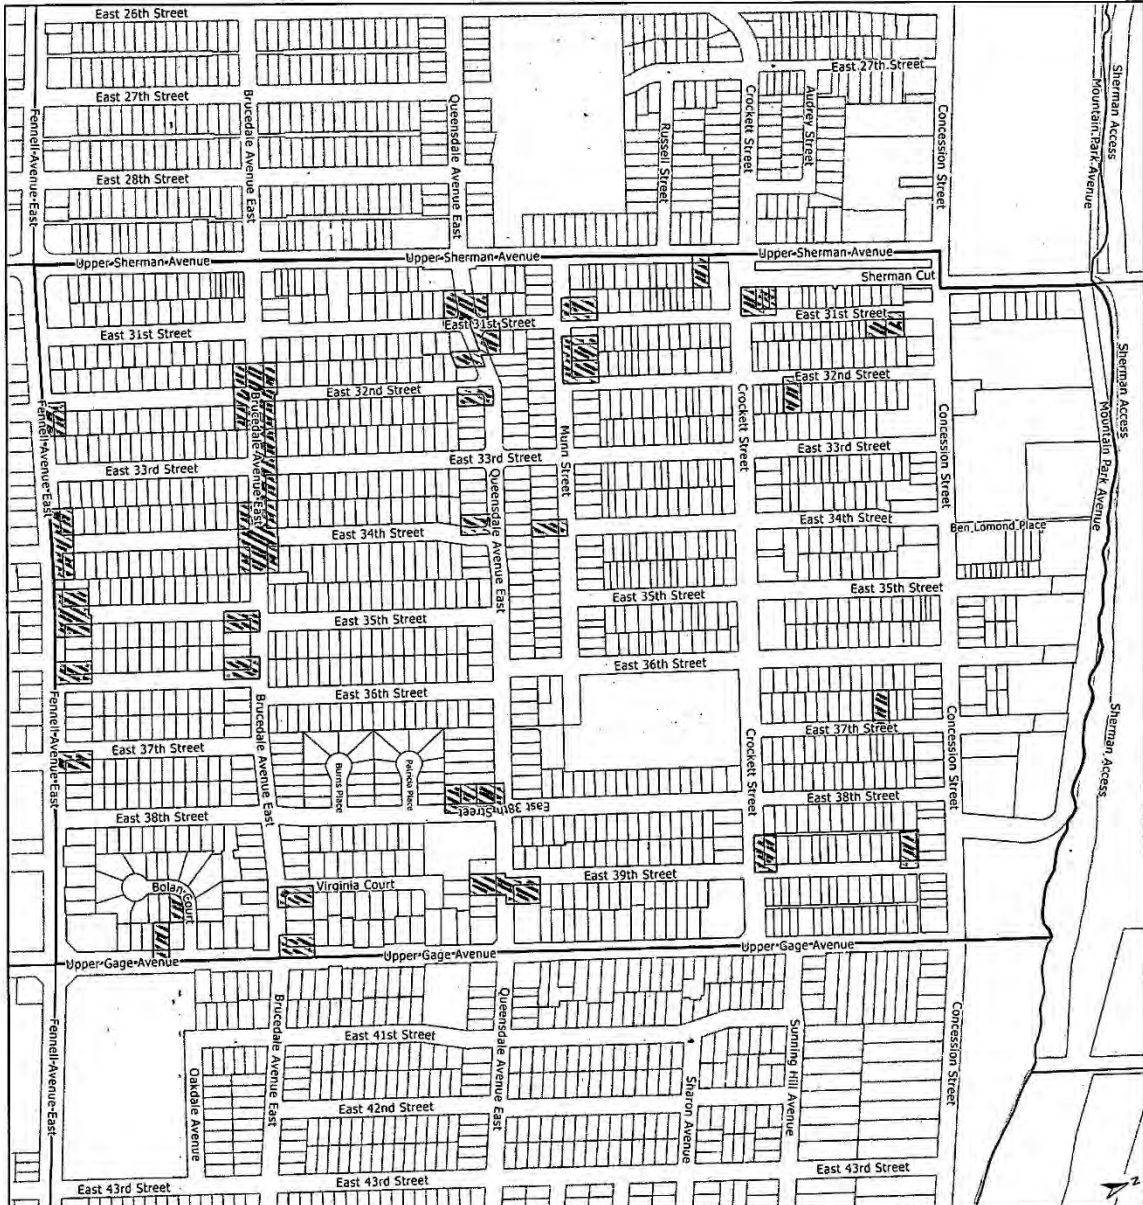 East 26th Street
East 27th Street
East 27th Street
Sherman Access
Mountain Park Avenue
Fennell Avenue East
Brucedale Avenue East
Queensdale Avenue East
Russell Street
Crockett Street
Audrey Street
Concession Street
East 28th Street
Upper Sherman Avenue
Upper Sherman Avenue
Upper Sherman Avenue
Sherman Cut
East 31st Street
East 31st Street
East 31st Street
East 32nd Street
East 32nd Street
Sherman Access
Mountain Park Avenue
Fennell Avenue East
Brucedale Avenue East
Munn Street
Crockett Street
Concession Street
East 33rd Street
East 33rd Street
East 33rd Street
Queensdale Avenue East
East 34th Street
East 34th Street
Ben Lomond Place
East 35th Street
East 35th Street
East 35th Street
East 36th Street
East 36th Street
Fennell Avenue East
Brucedale Avenue East
Crockett Street
Concession Street
Sherman Access
East 37th Street
East 37th Street
Burns Place
Patricia Place
East 38th Street
East 38th Street
East 38th Street
East 39th Street
Bolan Court
Virginia Court
Upper Gage Avenue
Upper Gage Avenue
Upper Gage Avenue
Fennell Avenue East
Brucedale Avenue East
Queensdale Avenue East
Sunning Hill Avenue
Concession Street
East 41st Street
Oakdale Avenue
Sharon Avenue
East 42nd Street
East 43rd Street
East 43rd Street
East 43rd Street
N